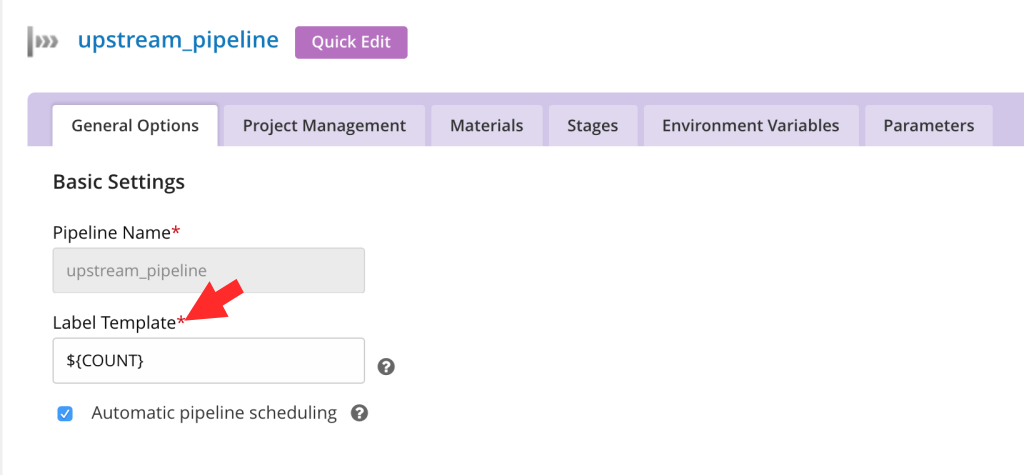 upstream_pipeline Quick Edit
General Options Project Management Materials Stages Environment Variables Parameters
Basic Settings
Pipeline Name*
upstream_pipeline
Label Template*
${COUNT}
?
Automatic pipeline scheduling ?